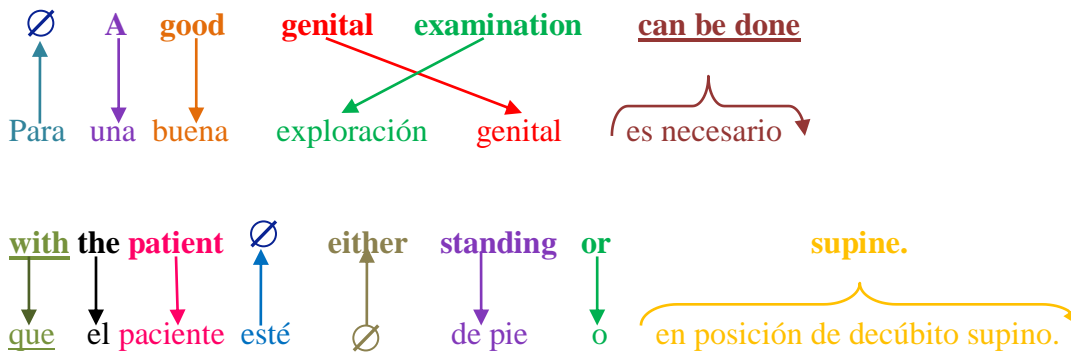 ∅ A good genital examination can be done
Para una buena exploración genital es necesario
with the patient ∅ either standing or supine.
que el paciente esté ∅ de pie o en posición de decúbito supino.